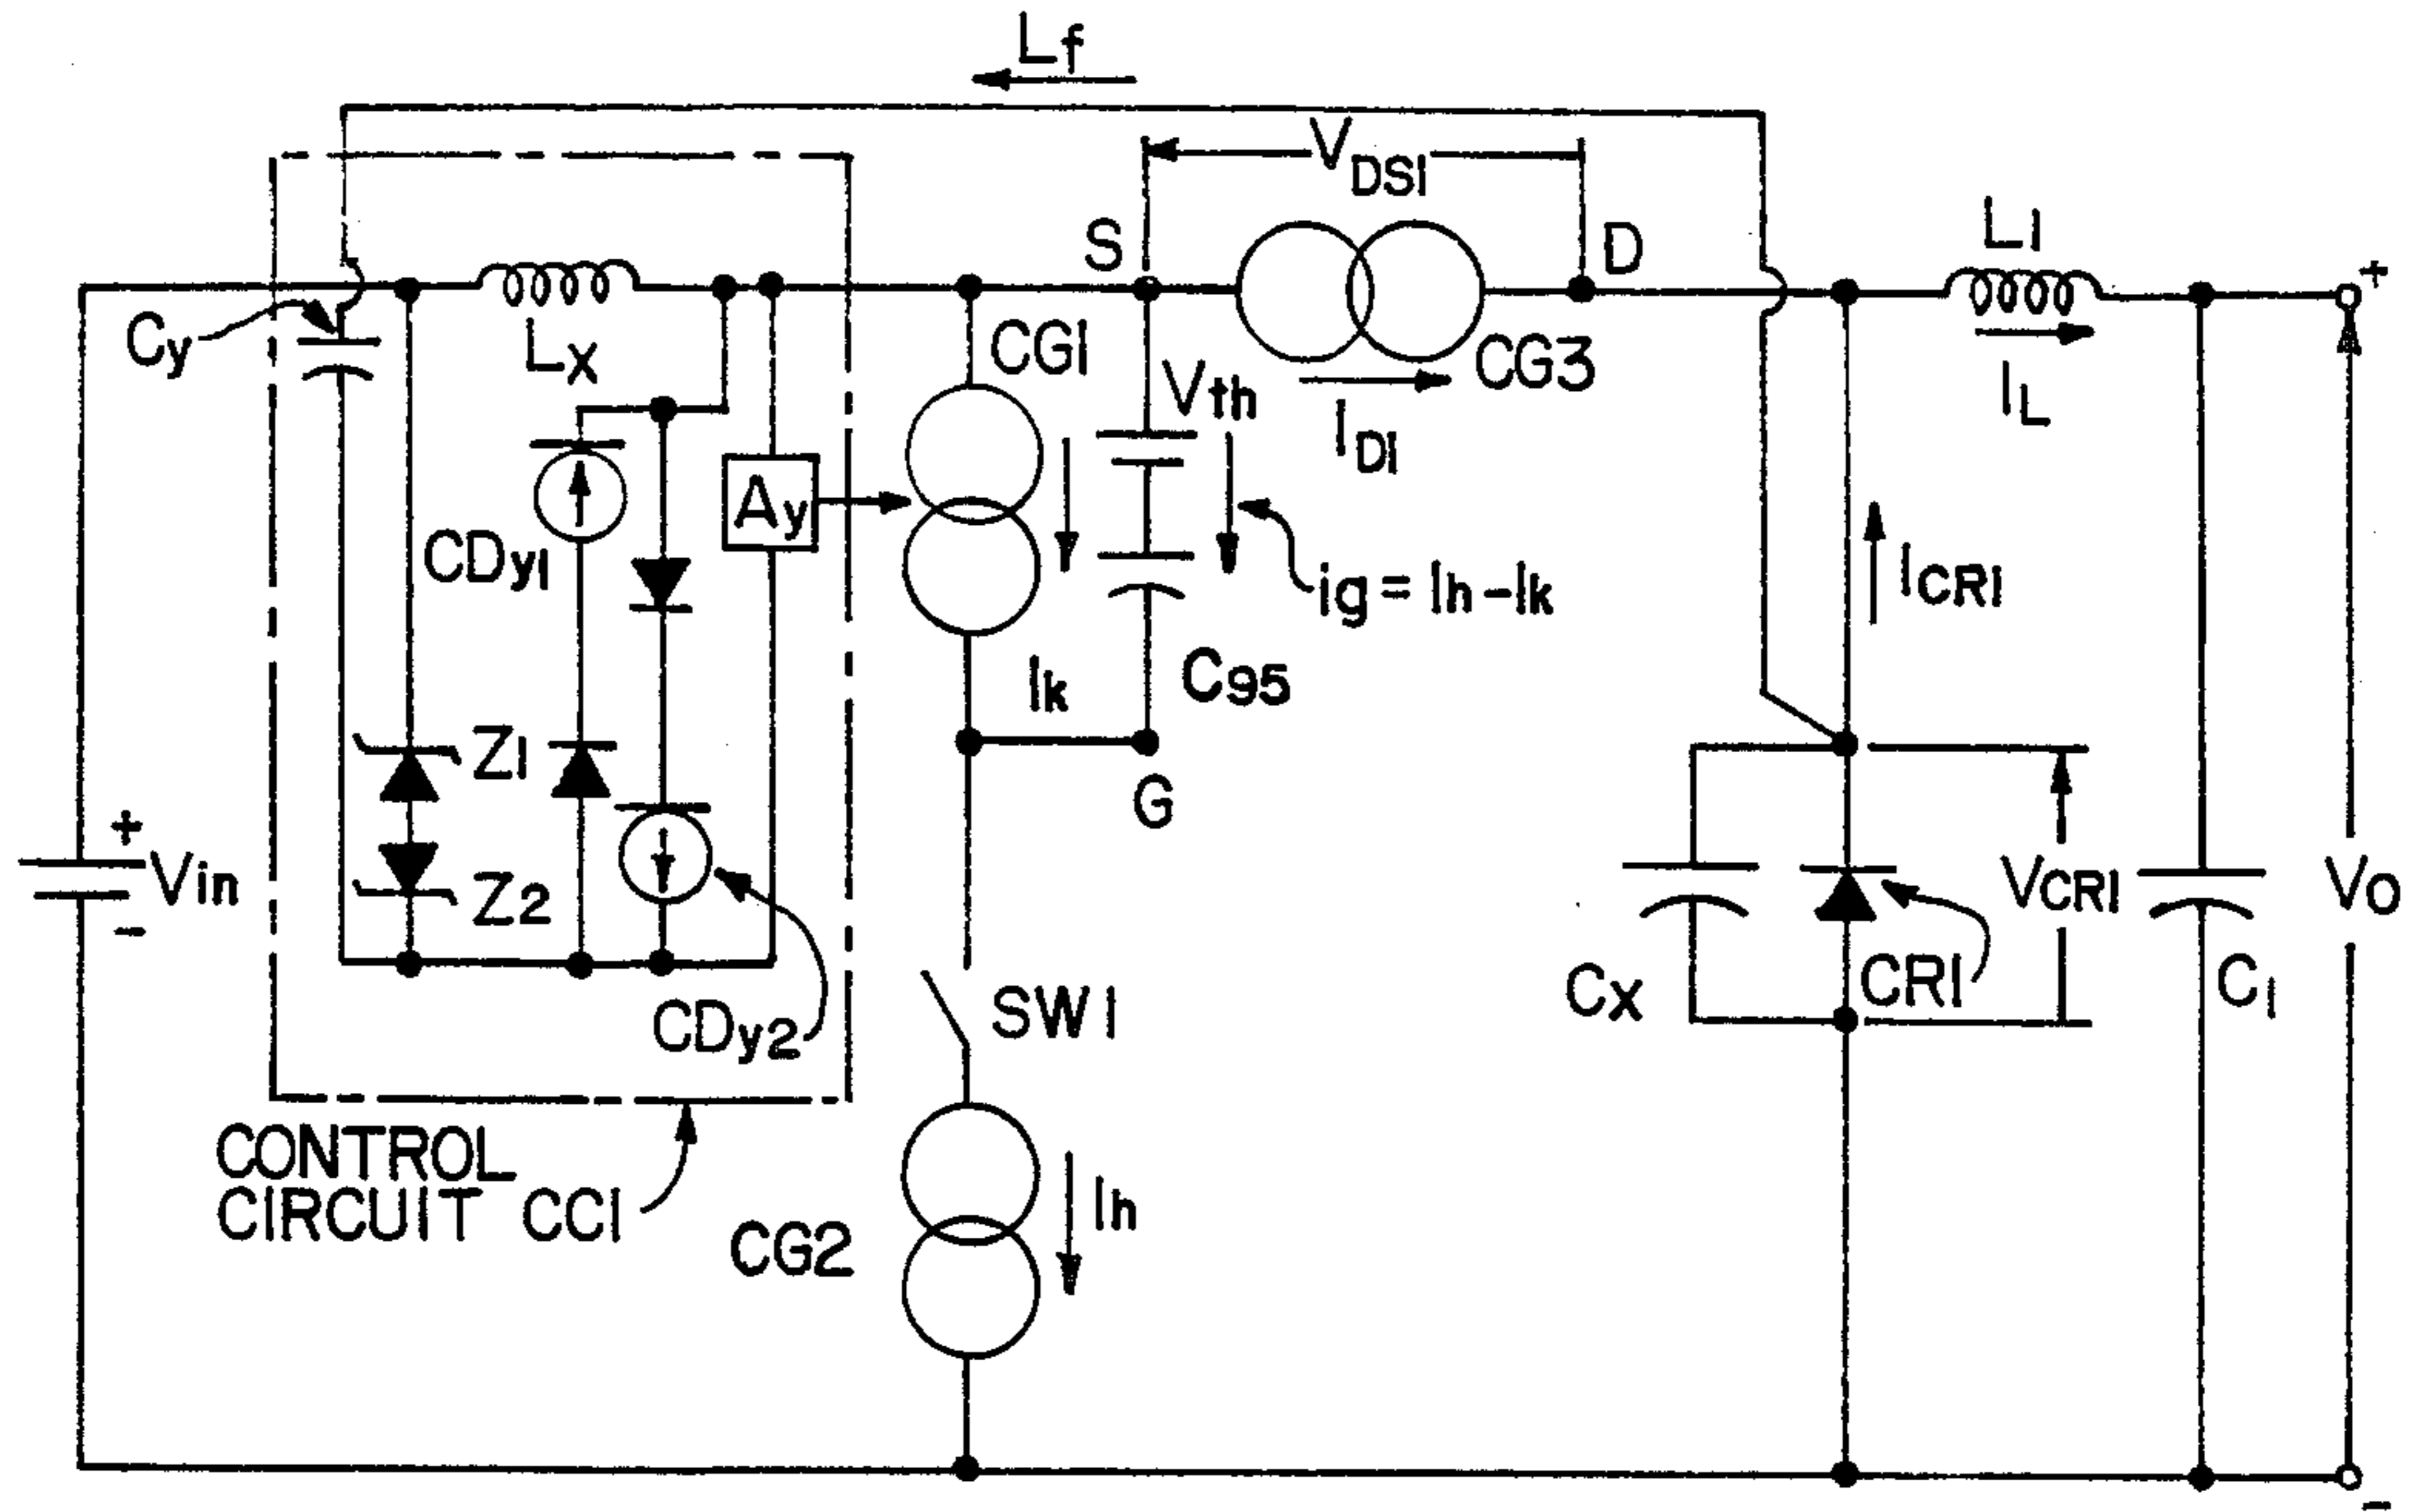 Lf
VDS1
S
D
L1
+
Cy
Lx
CG1
CG3
Vth
ID1
IL
Ay
CDy1
ig = Ih - Ik
ICR1
Ik
C95
Z1
G
+
Vin
-
Z2
VCR1
Vo
Cx
CR1
C1
SW1
CDy2
CONTROL
CIRCUIT CC1
CG2
Ih
-